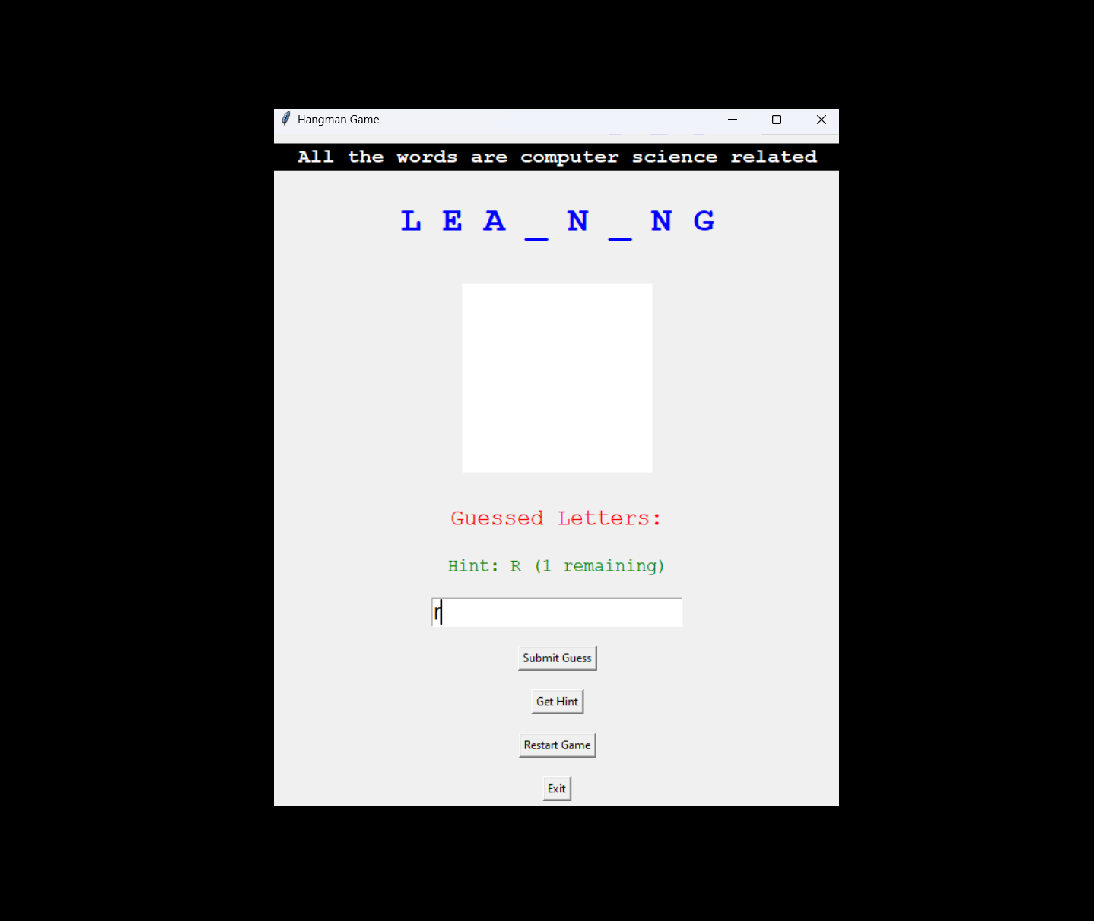 Hangman Game
All the words are computer science related
L E A _ N _ N G
Guessed Letters:
Hint: R (1 remaining)
r
Submit Guess
Get Hint
Restart Game
Exit